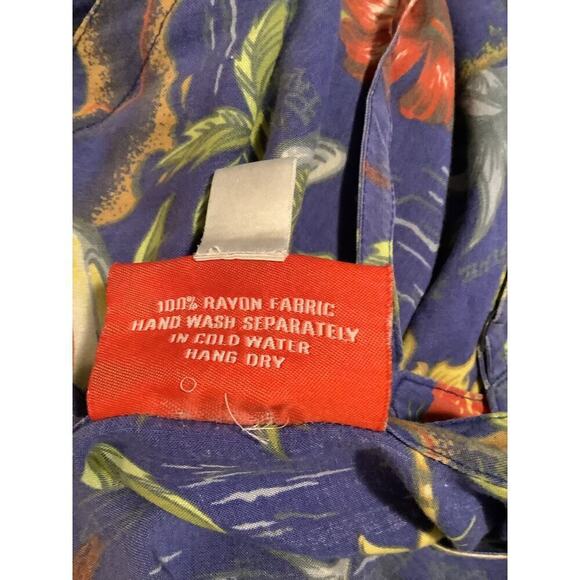 100% RAYON FABRIC
HAND WASH SEPARATELY
IN COLD WATER
HANG DRY